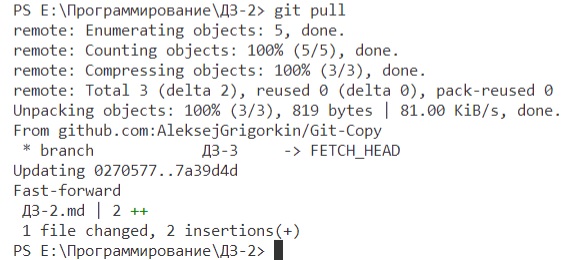 PS E:\Программирование\ДЗ-2> git pull
remote: Enumerating objects: 5, done.
remote: Counting objects: 100% (5/5), done.
remote: Compressing objects: 100% (3/3), done.
remote: Total 3 (delta 2), reused 0 (delta 0), pack-reused 0
Unpacking objects: 100% (3/3), 819 bytes | 81.00 KiB/s, done.
From github.com:AleksejGrigorkin/Git-Copy
 * branch            ДЗ-3       -> FETCH_HEAD
Updating 0270577..7a39d4d
Fast-forward
 ДЗ-2.md | 2 ++
 1 file changed, 2 insertions(+)
PS E:\Программирование\ДЗ-2>